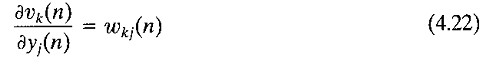 ∂v_k(n)/∂y_j(n) = w_kj(n) (4.22)